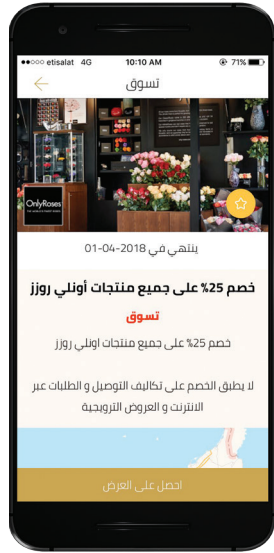 etisalat 4G 10:10 AM 71%
تسوق
OnlyRoses
ينتهي في 2018-04-01
خصم 25% على جميع منتجات أونلي روزز
تسوق
خصم 25% على جميع منتجات اونلي روزز
لا يطبق الخصم على تكاليف التوصيل و الطلبات عبر
الانترنت و العروض الترويجية
احصل على العرض